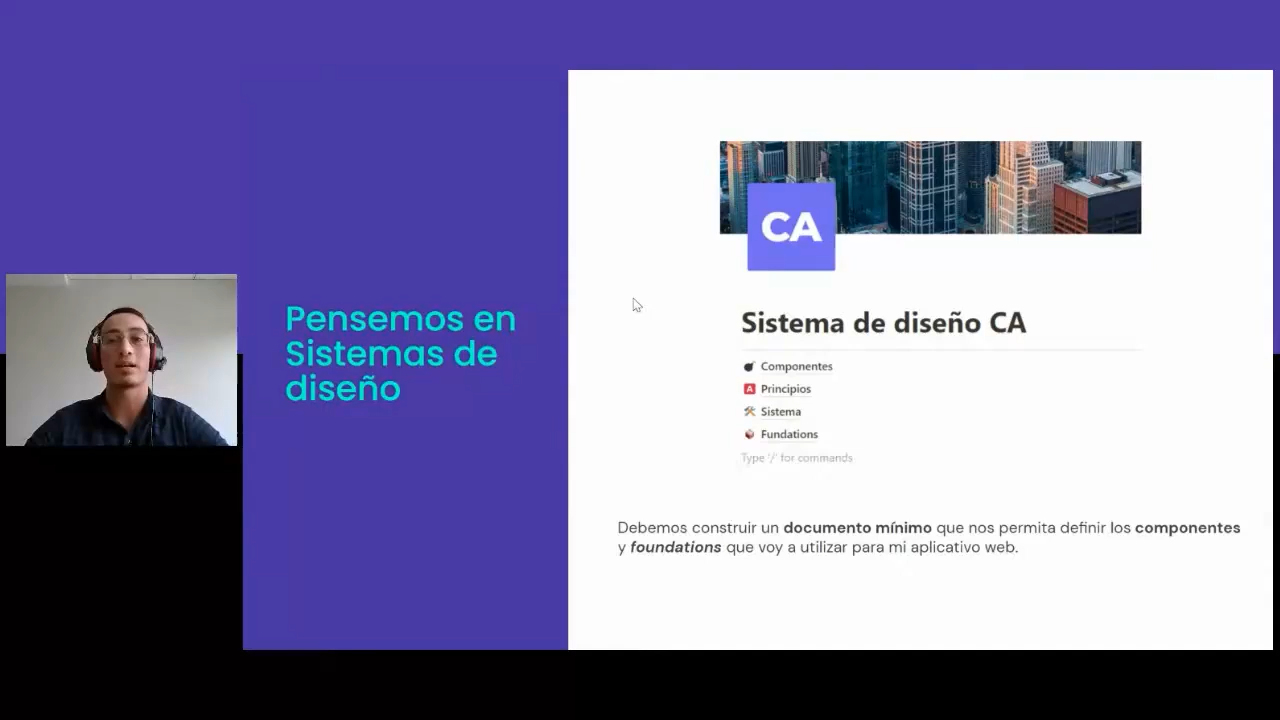 Pensemos en
Sistemas de
diseño
CA
Sistema de diseño CA
Componentes
A Principios
Sistema
Fundations
Type '/' for commands
Debemos construir un documento mínimo que nos permita definir los componentes
y foundations que voy a utilizar para mi aplicativo web.